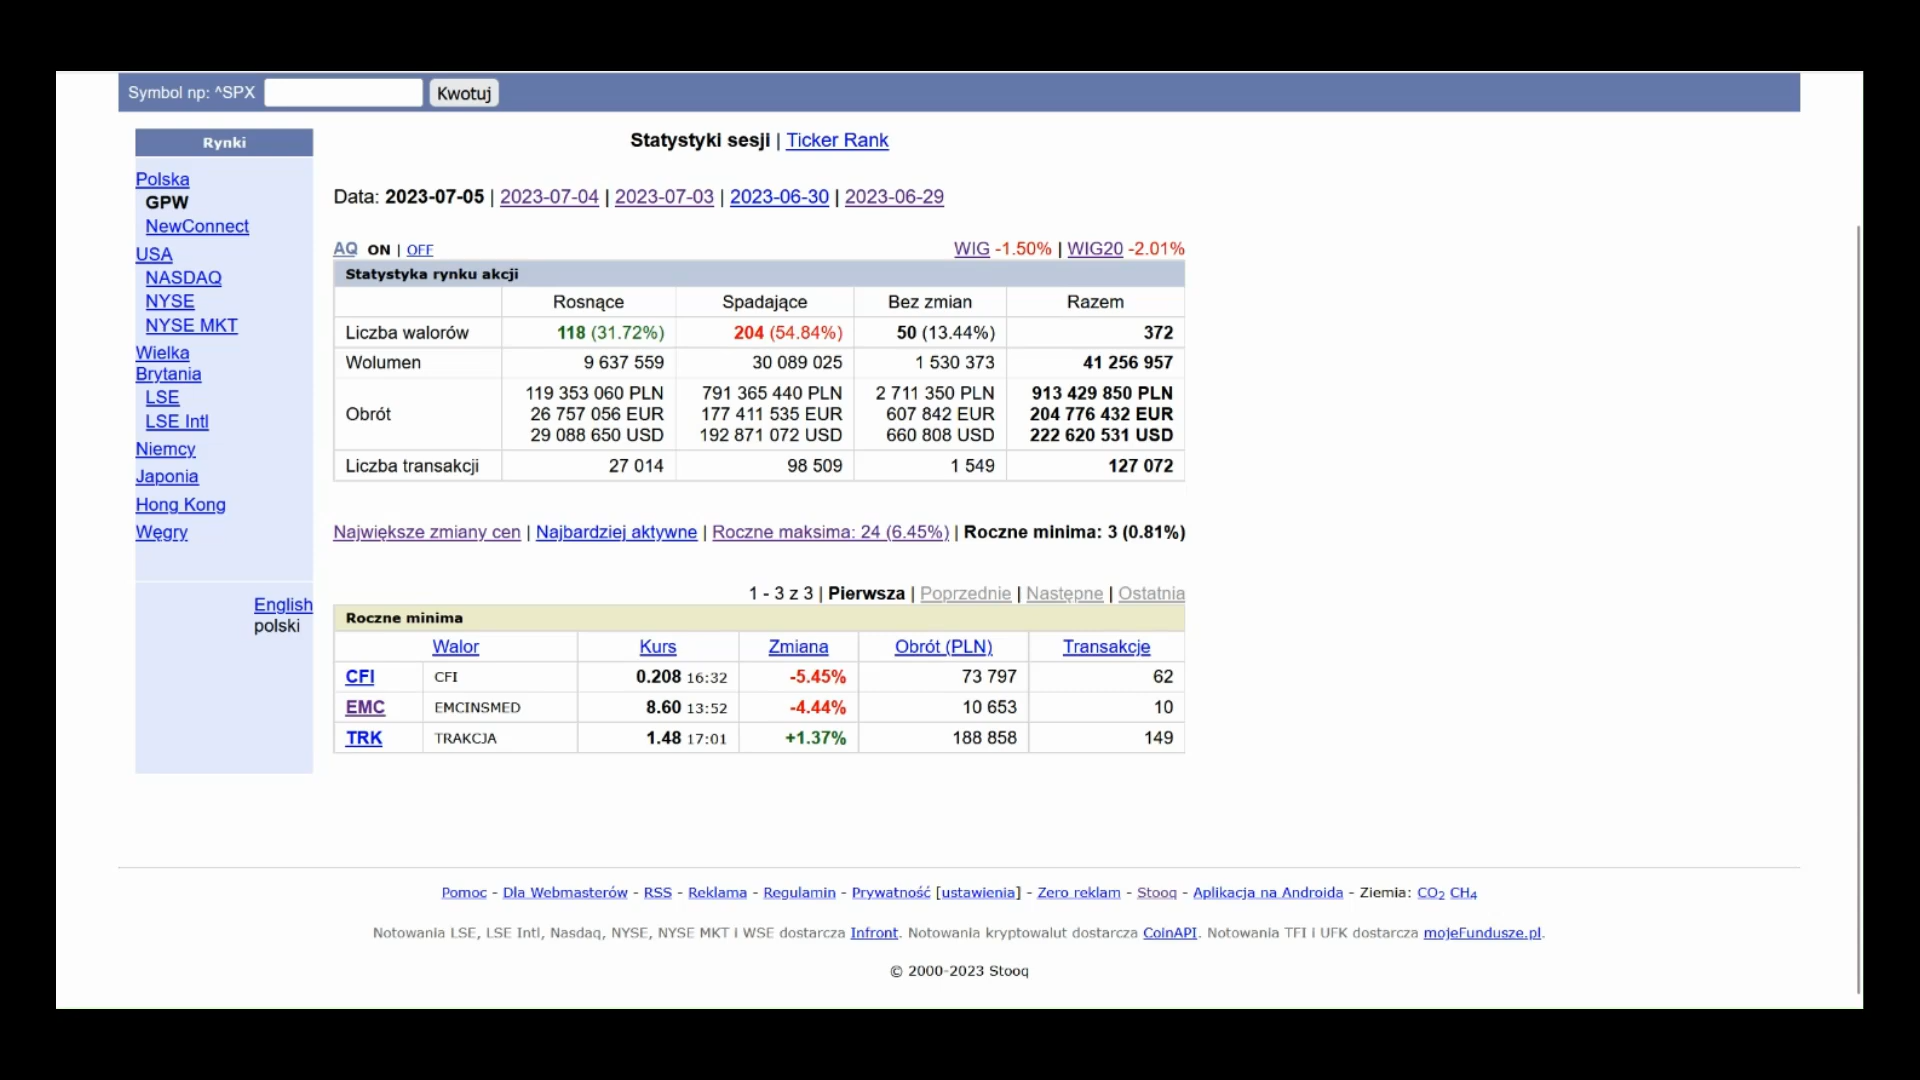 Symbol np: ^SPX Kwotuj
Rynki
Polska
GPW
NewConnect
USA
NASDAQ
NYSE
NYSE MKT
Wielka
Brytania
LSE
LSE Intl
Niemcy
Japonia
Hong Kong
Węgry
English
polski
Statystyki sesji | Ticker Rank
Data: 2023-07-05 | 2023-07-04 | 2023-07-03 | 2023-06-30 | 2023-06-29
AQ ON | OFF WIG -1.50% | WIG20 -2.01%
Statystyka rynku akcji
Rosnące Spadające Bez zmian Razem
Liczba walorów 118 (31.72%) 204 (54.84%) 50 (13.44%) 372
Wolumen 9 637 559 30 089 025 1 530 373 41 256 957
119 353 060 PLN 791 365 440 PLN 2 711 350 PLN 913 429 850 PLN
Obrót 26 757 056 EUR 177 411 535 EUR 607 842 EUR 204 776 432 EUR
29 088 650 USD 192 871 072 USD 660 808 USD 222 620 531 USD
Liczba transakcji 27 014 98 509 1 549 127 072
Największe zmiany cen | Najbardziej aktywne | Roczne maksima: 24 (6.45%) | Roczne minima: 3 (0.81%)
1 - 3 z 3 | Pierwsza | Poprzednie | Następne | Ostatnia
Roczne minima
Walor Kurs Zmiana Obrót (PLN) Transakcje
CFI CFI 0.208 16:32 -5.45% 73 797 62
EMC EMCINSMED 8.60 13:52 -4.44% 10 653 10
TRK TRAKCJA 1.48 17:01 +1.37% 188 858 149
Pomoc - Dla Webmasterów - RSS - Reklama - Regulamin - Prywatność [ustawienia] - Zero reklam - Stooq - Aplikacja na Androida - Ziemia: CO2 CH4
Notowania LSE, LSE Intl, Nasdaq, NYSE, NYSE MKT i WSE dostarcza Infront. Notowania kryptowalut dostarcza CoinAPI. Notowania TFI i UFK dostarcza mojeFundusze.pl.
© 2000-2023 Stooq